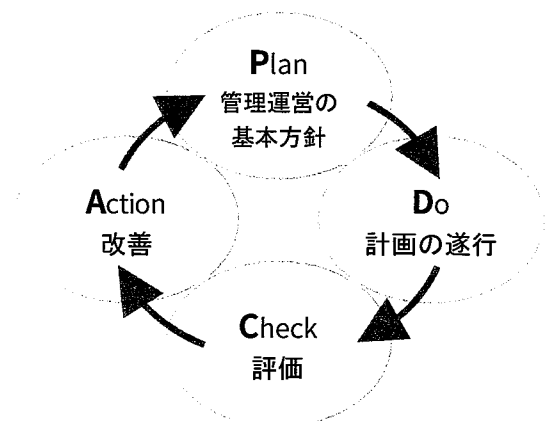 Plan
管理運営の
基本方針
Do
計画の遂行
Check
評価
Action
改善